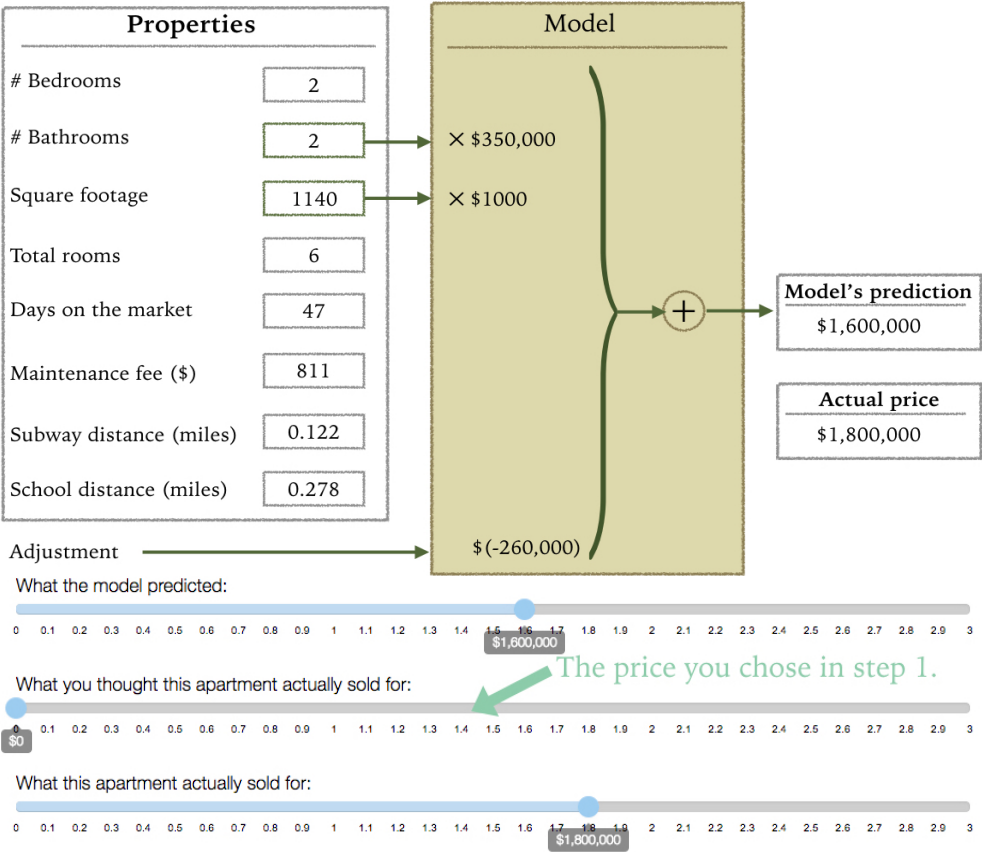 Properties
# Bedrooms 2
# Bathrooms 2
Square footage 1140
Total rooms 6
Days on the market 47
Maintenance fee ($) 811
Subway distance (miles) 0.122
School distance (miles) 0.278
Adjustment
Model
× $350,000
× $1000
$(-260,000)
+
Model's prediction
$1,600,000
Actual price
$1,800,000
What the model predicted:
0 0.1 0.2 0.3 0.4 0.5 0.6 0.7 0.8 0.9 1 1.1 1.2 1.3 1.4 1.5 1.6 1.7 1.8 1.9 2 2.1 2.2 2.3 2.4 2.5 2.6 2.7 2.8 2.9 3
$1,600,000
The price you chose in step 1.
What you thought this apartment actually sold for:
0 0.1 0.2 0.3 0.4 0.5 0.6 0.7 0.8 0.9 1 1.1 1.2 1.3 1.4 1.5 1.6 1.7 1.8 1.9 2 2.1 2.2 2.3 2.4 2.5 2.6 2.7 2.8 2.9 3
$0
What this apartment actually sold for:
0 0.1 0.2 0.3 0.4 0.5 0.6 0.7 0.8 0.9 1 1.1 1.2 1.3 1.4 1.5 1.6 1.7 1.8 1.9 2 2.1 2.2 2.3 2.4 2.5 2.6 2.7 2.8 2.9 3
$1,800,000